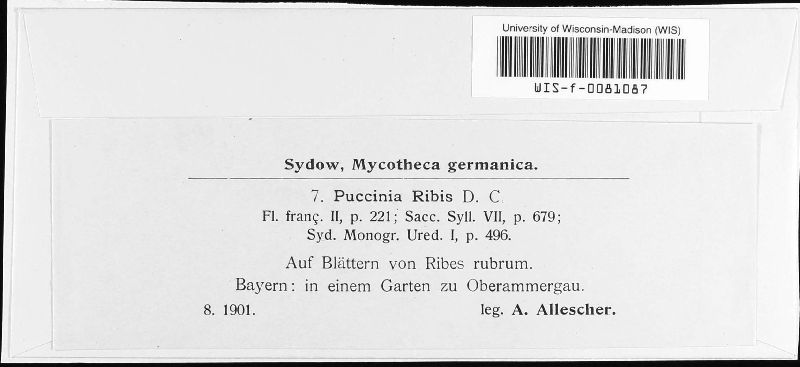 University of Wisconsin-Madison (WIS)
WIS-f-0081087
Sydow, Mycotheca germanica.
7. Puccinia Ribis D. C
Fl. franç. II, p. 221; Sacc. Syll. VII, p. 679;
Syd. Monogr. Ured. I, p. 496.
Auf Blättern von Ribes rubrum.
Bayern: in einem Garten zu Oberammergau.
8. 1901. leg. A. Allescher.